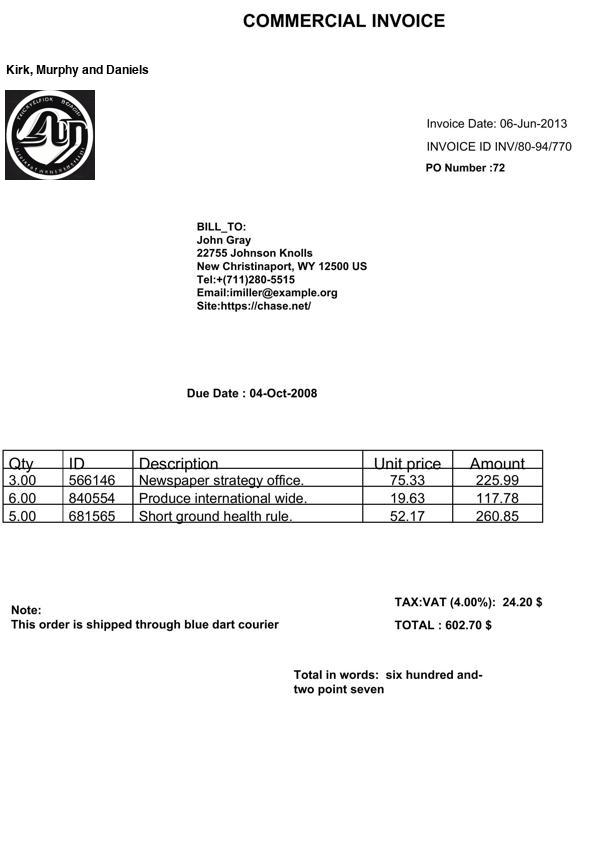 COMMERCIAL INVOICE
Kirk, Murphy and Daniels
Invoice Date: 06-Jun-2013
INVOICE ID INV/80-94/770
PO Number :72
BILL_TO:
John Gray
22755 Johnson Knolls
New Christinaport, WY 12500 US
Tel:+(711)280-5515
Email:imiller@example.org
Site:https://chase.net/
Due Date : 04-Oct-2008
Qty ID Description Unit price Amount
3.00 566146 Newspaper strategy office. 75.33 225.99
6.00 840554 Produce international wide. 19.63 117.78
5.00 681565 Short ground health rule. 52.17 260.85
TAX:VAT (4.00%): 24.20 $
Note:
This order is shipped through blue dart courier
TOTAL : 602.70 $
Total in words: six hundred and-
two point seven